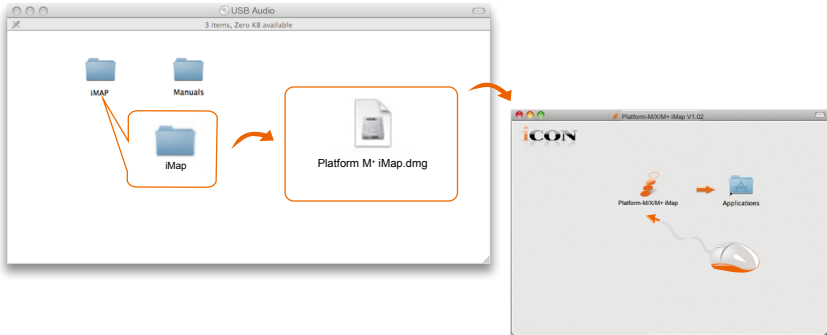 USB Audio
3 items, Zero KB available
iMAP
Manuals
iMap
Platform M+ iMap.dmg
Platform-M/X/M+ iMap V1.02
iCON
Platform-M/X/M+ iMap
Applications